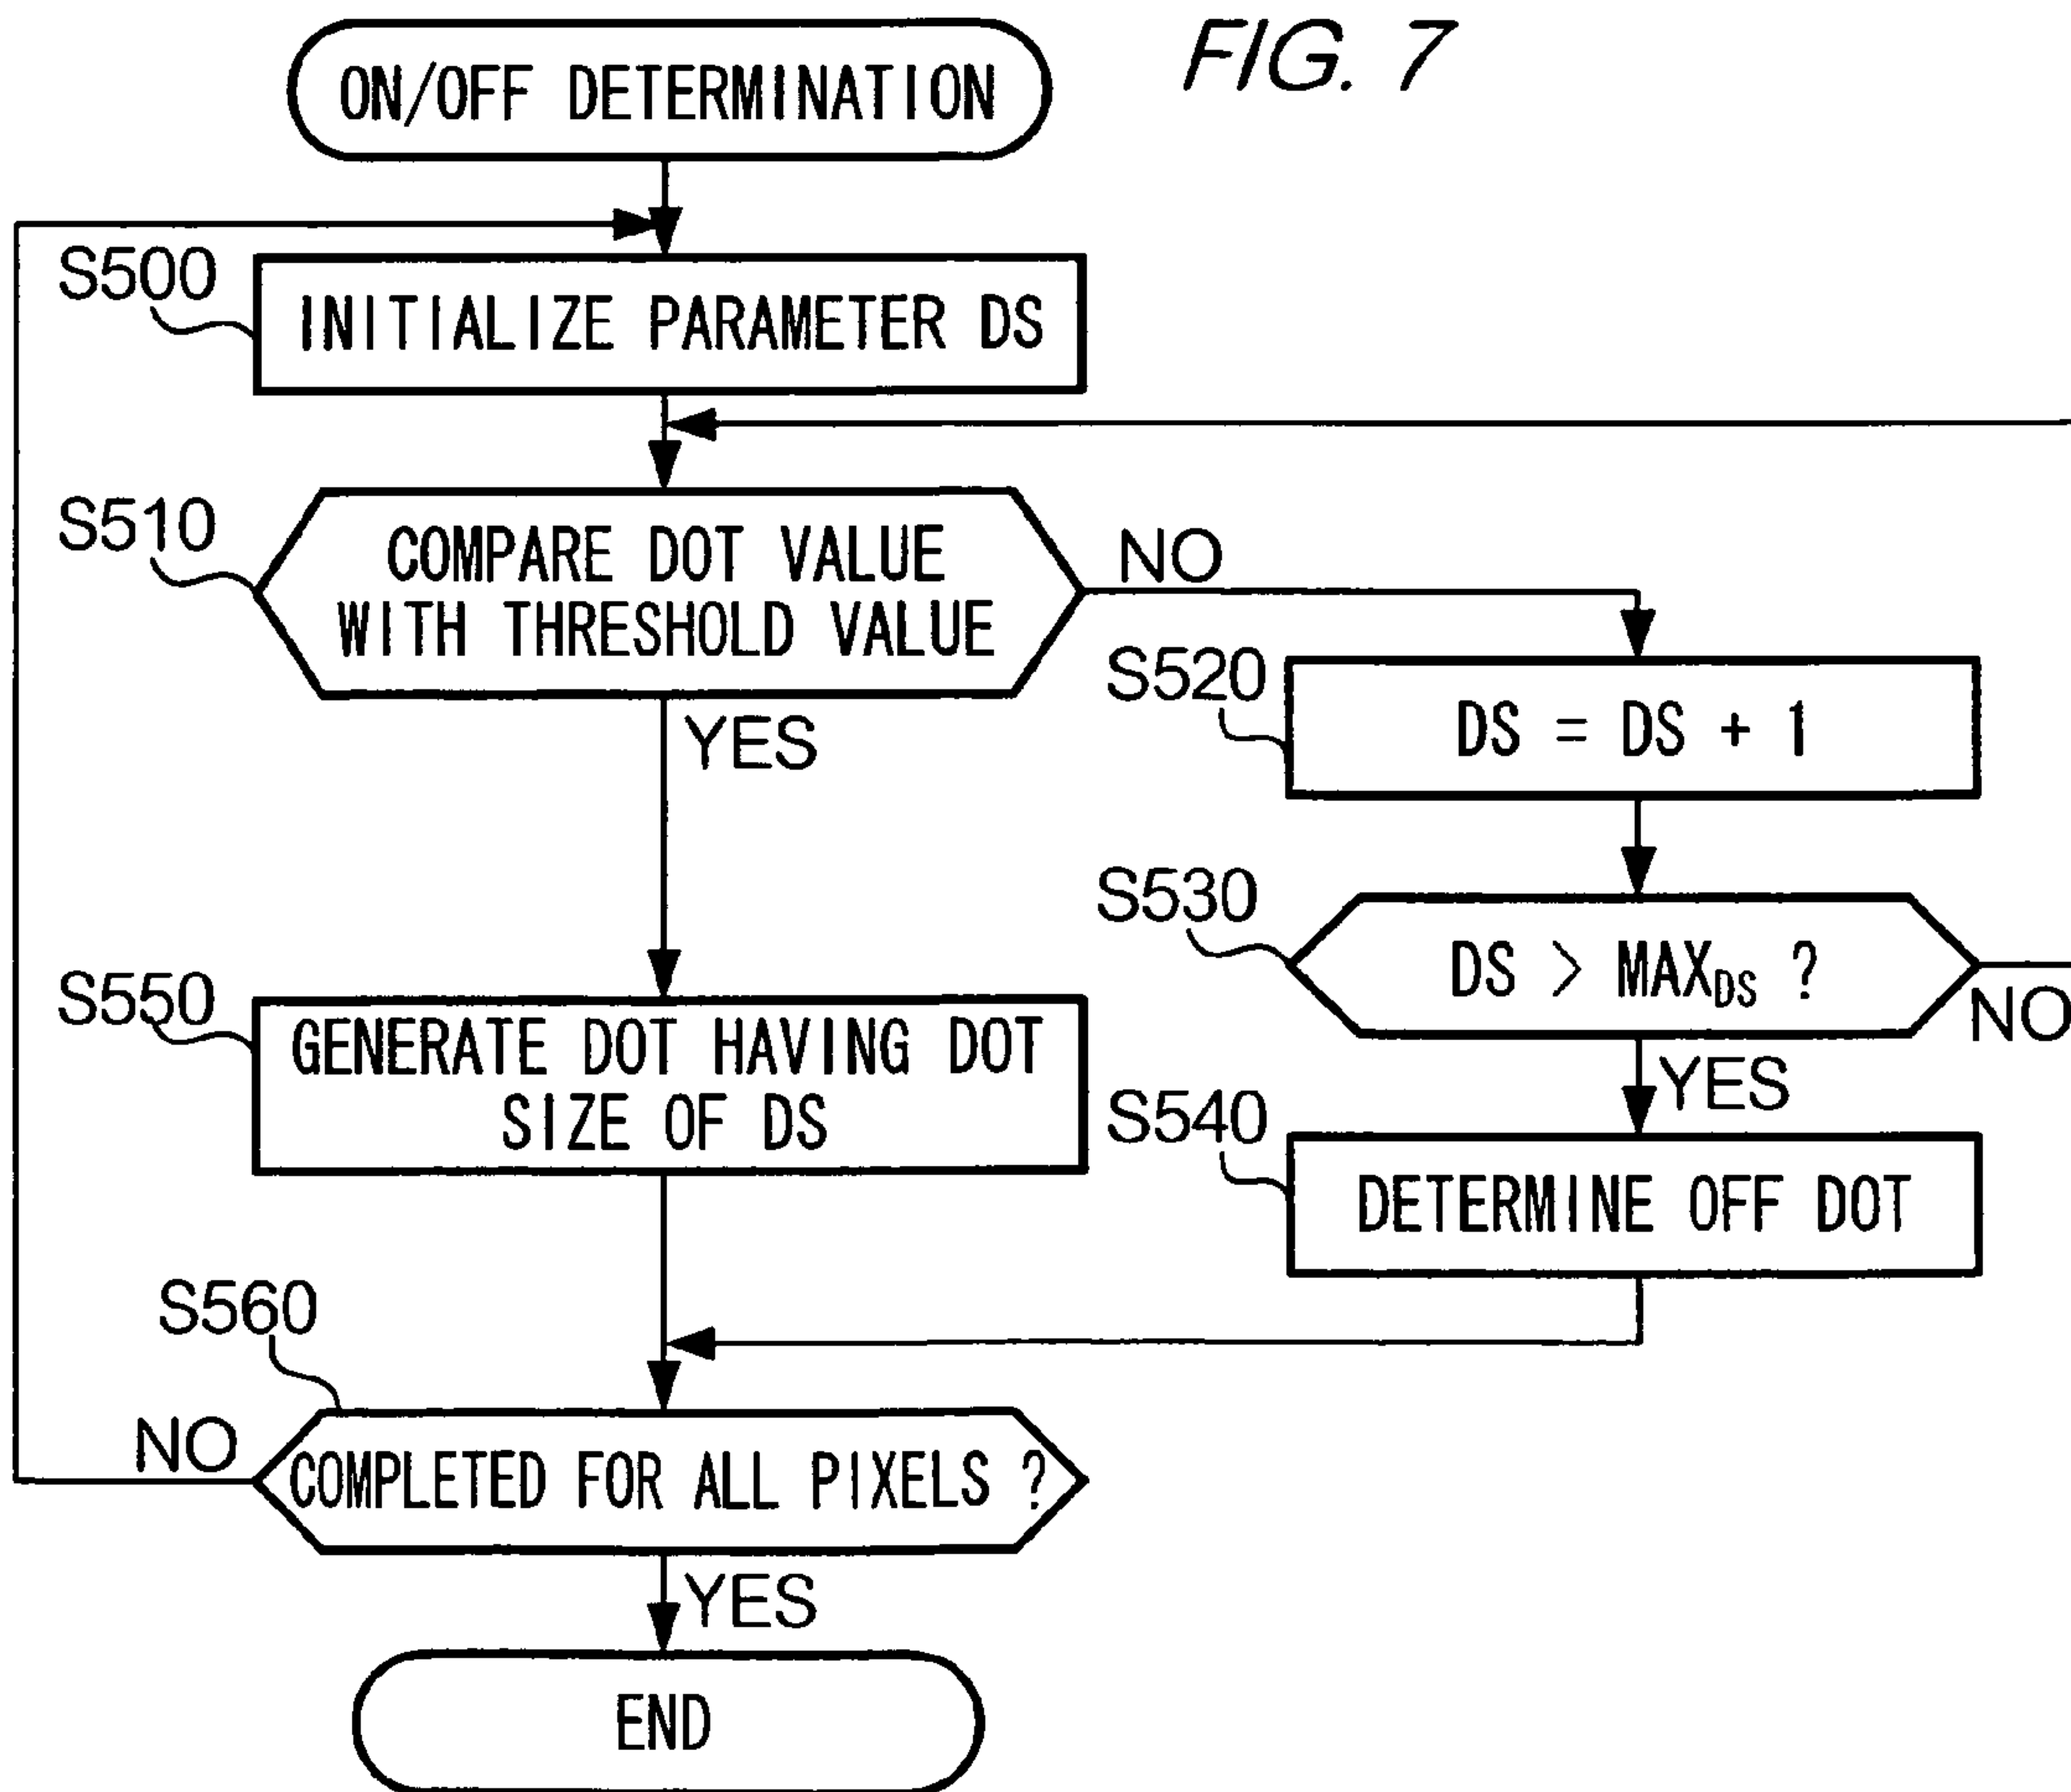 FIG. 7
ON/OFF DETERMINATION
S500
INITIALIZE PARAMETER DS
S510
COMPARE DOT VALUE
WITH THRESHOLD VALUE
NO
YES
S520
DS = DS + 1
S530
DS > MAXDS ?
NO
YES
S540
DETERMINE OFF DOT
S550
GENERATE DOT HAVING DOT
SIZE OF DS
S560
NO
COMPLETED FOR ALL PIXELS ?
YES
END